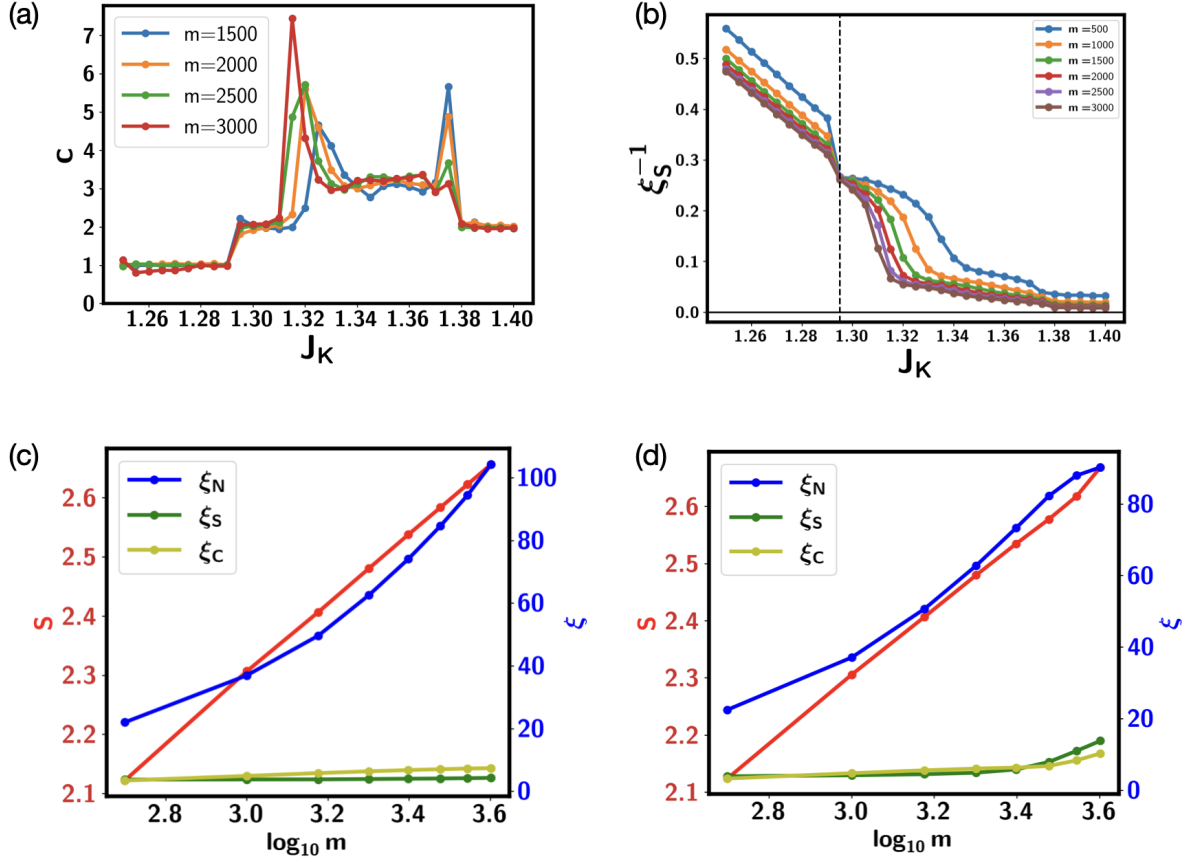 (a)
7
6
5
4
3
2
1
0
c
m=1500
m=2000
m=2500
m=3000
1.26 1.28 1.30 1.32 1.34 1.36 1.38 1.40
J_K
(b)
0.5
0.4
0.3
0.2
0.1
0.0
ξ_S^{-1}
m =500
m =1000
m =1500
m =2000
m =2500
m =3000
1.26 1.28 1.30 1.32 1.34 1.36 1.38 1.40
J_K
(c)
2.6
2.5
2.4
2.3
2.2
2.1
S
ξ_N
ξ_S
ξ_C
100
80
60
40
20
0
ξ
2.8 3.0 3.2 3.4 3.6
log₁₀ m
(d)
2.6
2.5
2.4
2.3
2.2
2.1
S
ξ_N
ξ_S
ξ_C
80
60
40
20
0
ξ
2.8 3.0 3.2 3.4 3.6
log₁₀ m